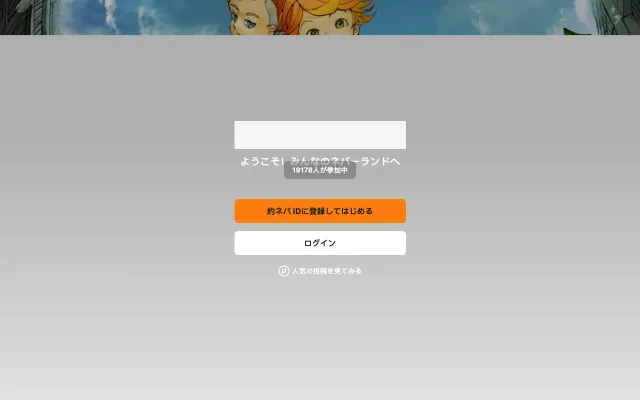 ようこそ! みんなのネバーランドへ
19178人が参加中
約ネバ IDに登録してはじめる
ログイン
人気の投稿を見てみる